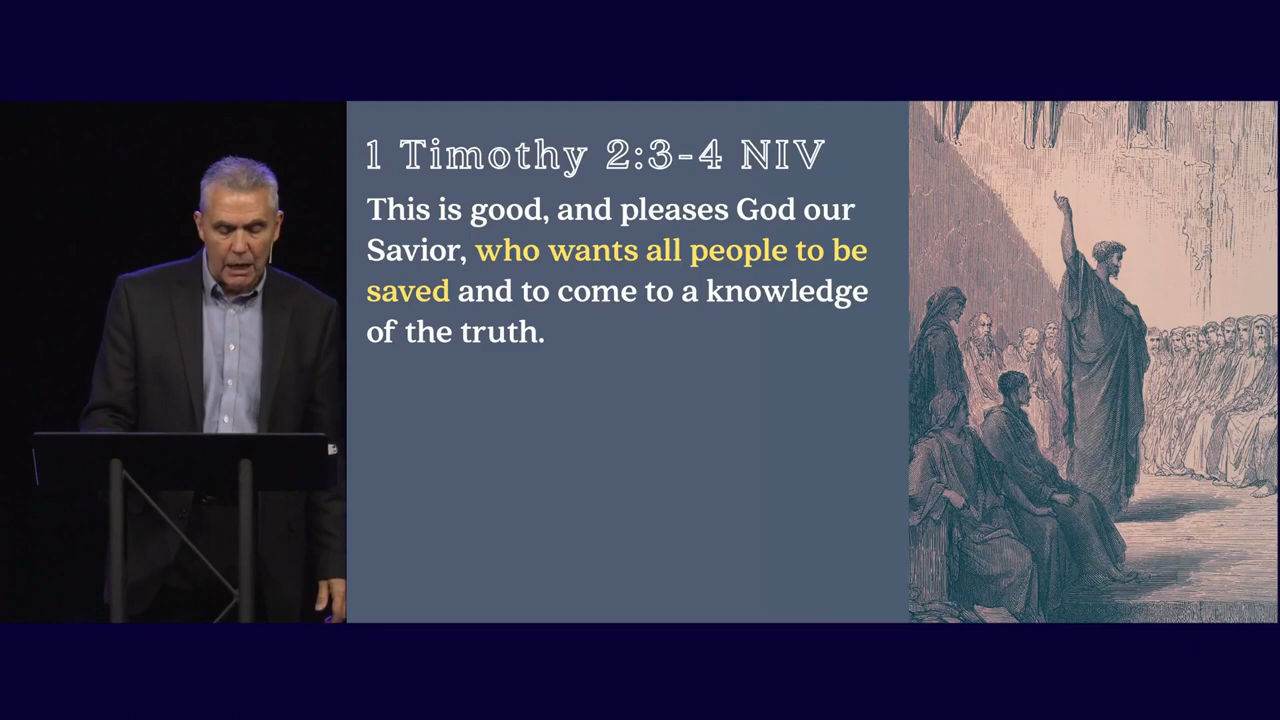 1 Timothy 2:3-4 NIV
This is good, and pleases God our
Savior, who wants all people to be
saved and to come to a knowledge
of the truth.